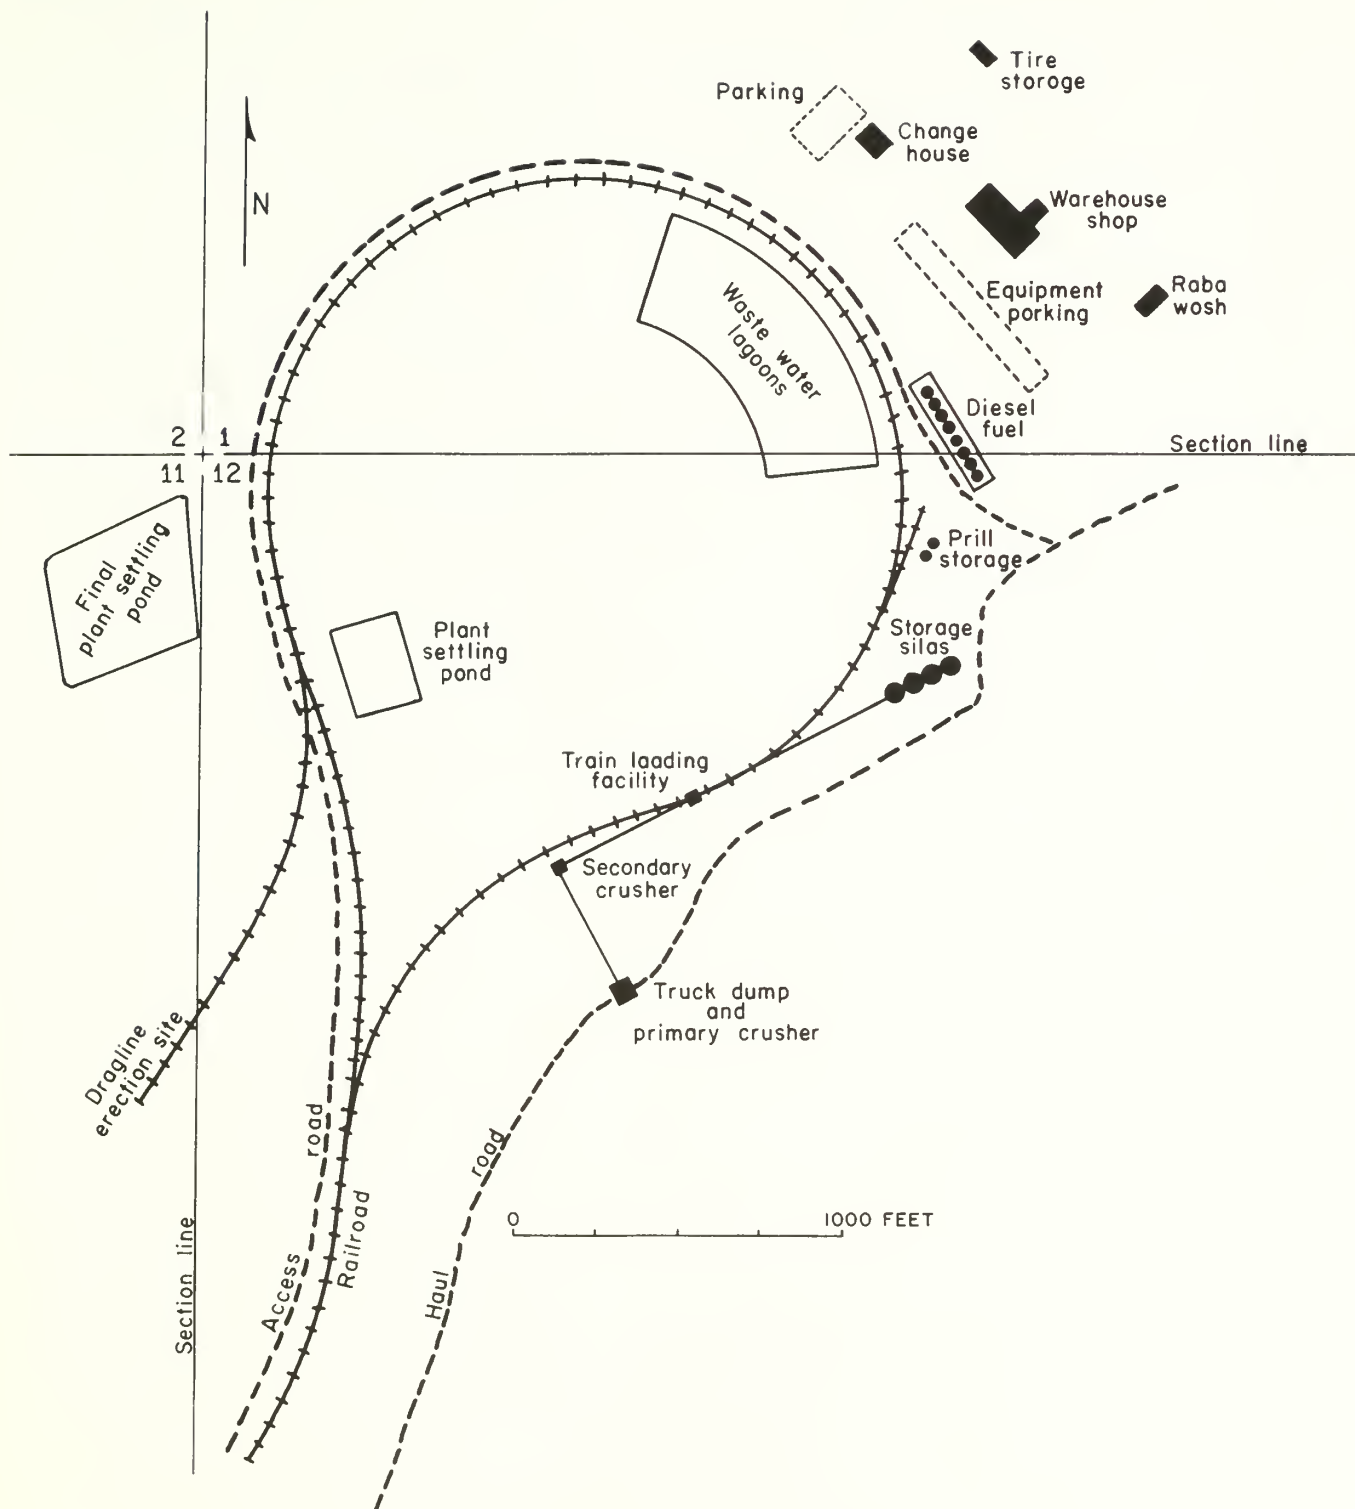 Tire
storoge
Parking
Change
house
N
Warehouse
shop
Equipment
porking
Raba
wosh
Waste water
lagoons
Diesel
fuel
2 1
11 12
Section line
Final
plant settling
pond
Prill
storage
Plant
settling
pond
Storage
silas
Train laading
facility
Secondary
crusher
Truck dump
and
primary crusher
Dragline
erection site
Access road
Railroad
Haul road
0 1000 FEET
Section line